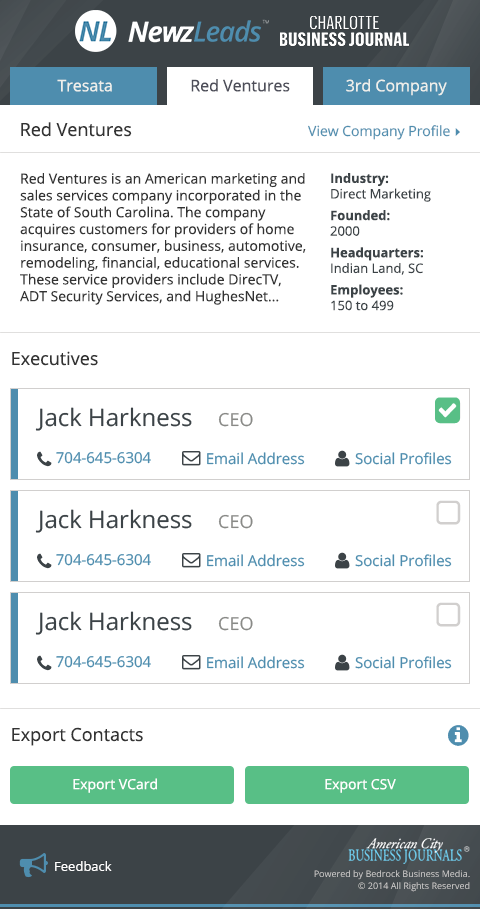 NL NewzLeads™ CHARLOTTE
BUSINESS JOURNAL
Tresata Red Ventures 3rd Company
Red Ventures View Company Profile
Red Ventures is an American marketing and
sales services company incorporated in the
State of South Carolina. The company
acquires customers for providers of home
insurance, consumer, business, automotive,
remodeling, financial, educational services.
These service providers include DirecTV,
ADT Security Services, and HughesNet...
Industry:
Direct Marketing
Founded:
2000
Headquarters:
Indian Land, SC
Employees:
150 to 499
Executives
Jack Harkness CEO
704-645-6304 Email Address Social Profiles
Jack Harkness CEO
704-645-6304 Email Address Social Profiles
Jack Harkness CEO
704-645-6304 Email Address Social Profiles
Export Contacts
Export VCard Export CSV
Feedback
American City
BUSINESS JOURNALS®
Powered by Bedrock Business Media.
© 2014 All Rights Reserved